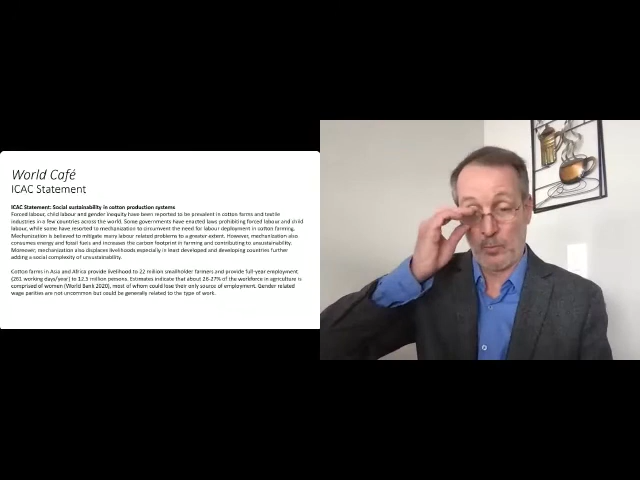 World Café
ICAC Statement
ICAC Statement: Social sustainability in cotton production systems
Forced labour, child labour and gender inequity have been reported to be prevalent in cotton farms and textile
industries in a few countries across the world. Some governments have enacted laws prohibiting forced labour and child
labour, while some have resorted to mechanization to circumvent the need for labour deployment in cotton farming.
Mechanization is believed to mitigate many labour related problems to a greater extent. However, mechanization also
consumes energy and fossil fuels and increases the carbon footprint in farming and contributing to unsustainability.
Moreover, mechanization also displaces livelihoods especially in least developed and developing countries further
adding a social complexity of unsustainability.
Cotton farms in Asia and Africa provide livelihood to 22 million smallholder farmers and provide full-year employment
(261 working days/year) to 12.5 million persons. Estimates indicate that about 26-27% of the workforce in agriculture is
comprised of women (World Bank 2020), most of whom could lose their only source of employment. Gender related
wage parities are not uncommon but could be generally related to the type of work.